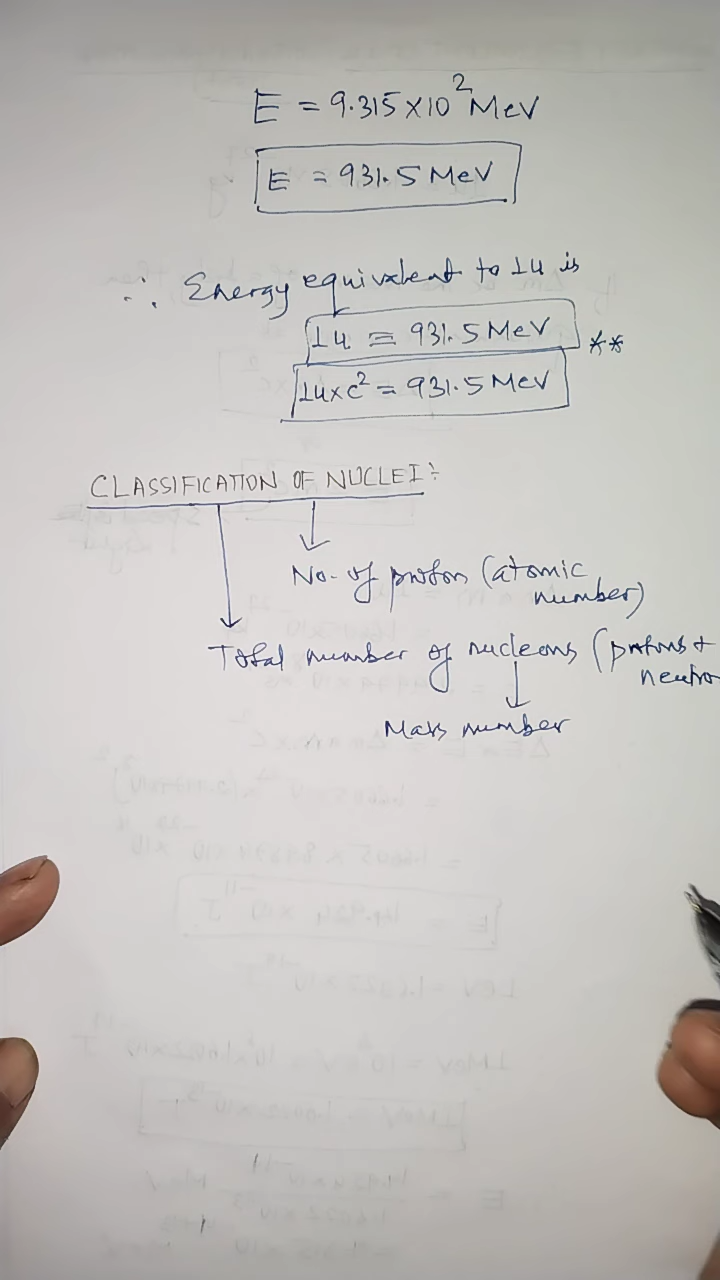 E = 9.315×10² MeV
E = 931.5 MeV
∴ Energy equivalent to 1u is
1u = 931.5 MeV **
1u×c² = 931.5 MeV
CLASSIFICATION OF NUCLEI:
No. of proton (atomic
number)
Total number of nucleons (protons +
neutro
Mass number